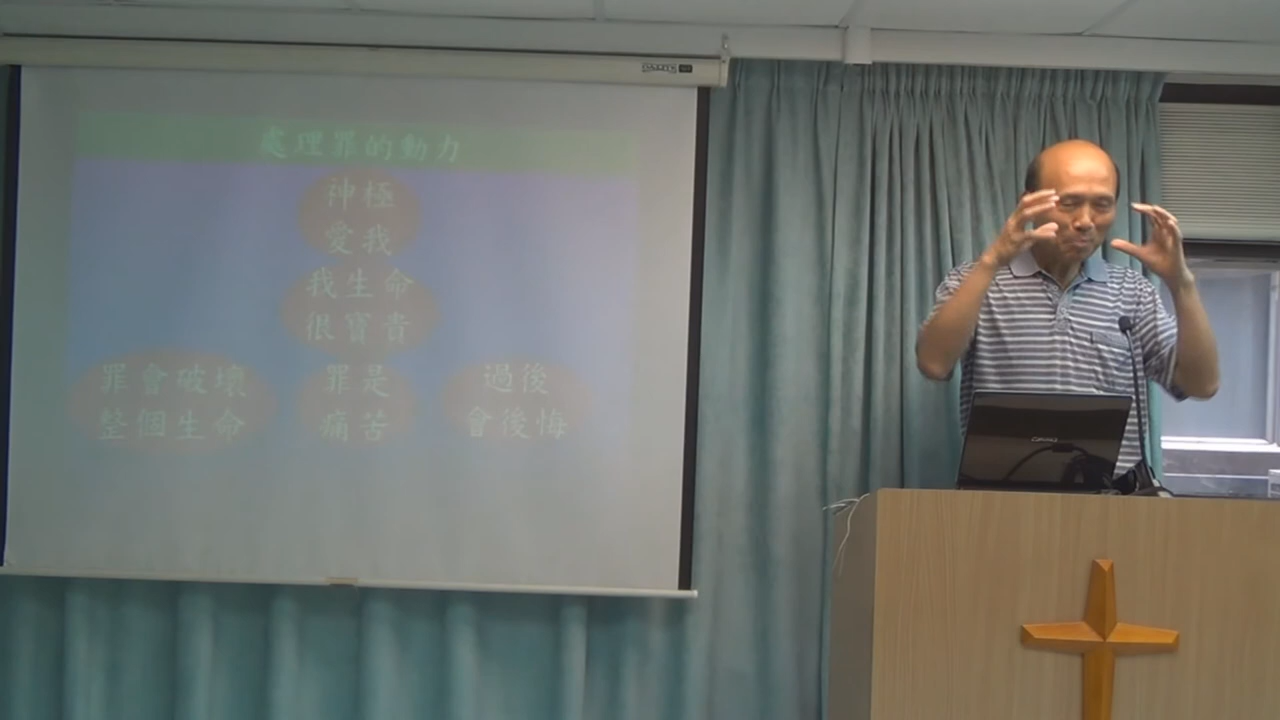 處理罪的動力
神極
愛我
我生命
很寶貴
罪會破壞
整個生命
罪是
痛苦
過後
會後悔